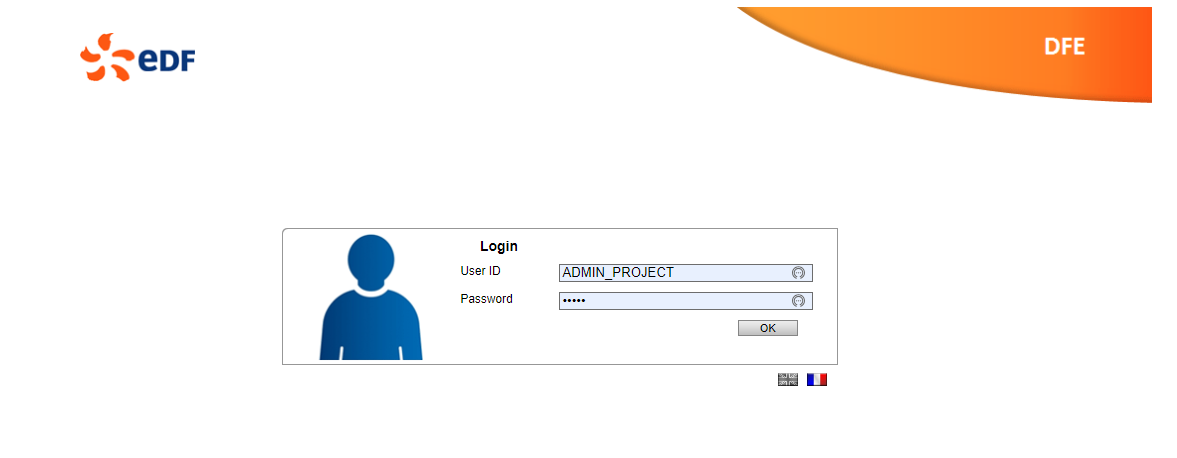 eDF
DFE
Login
User ID ADMIN_PROJECT
Password •••••
OK